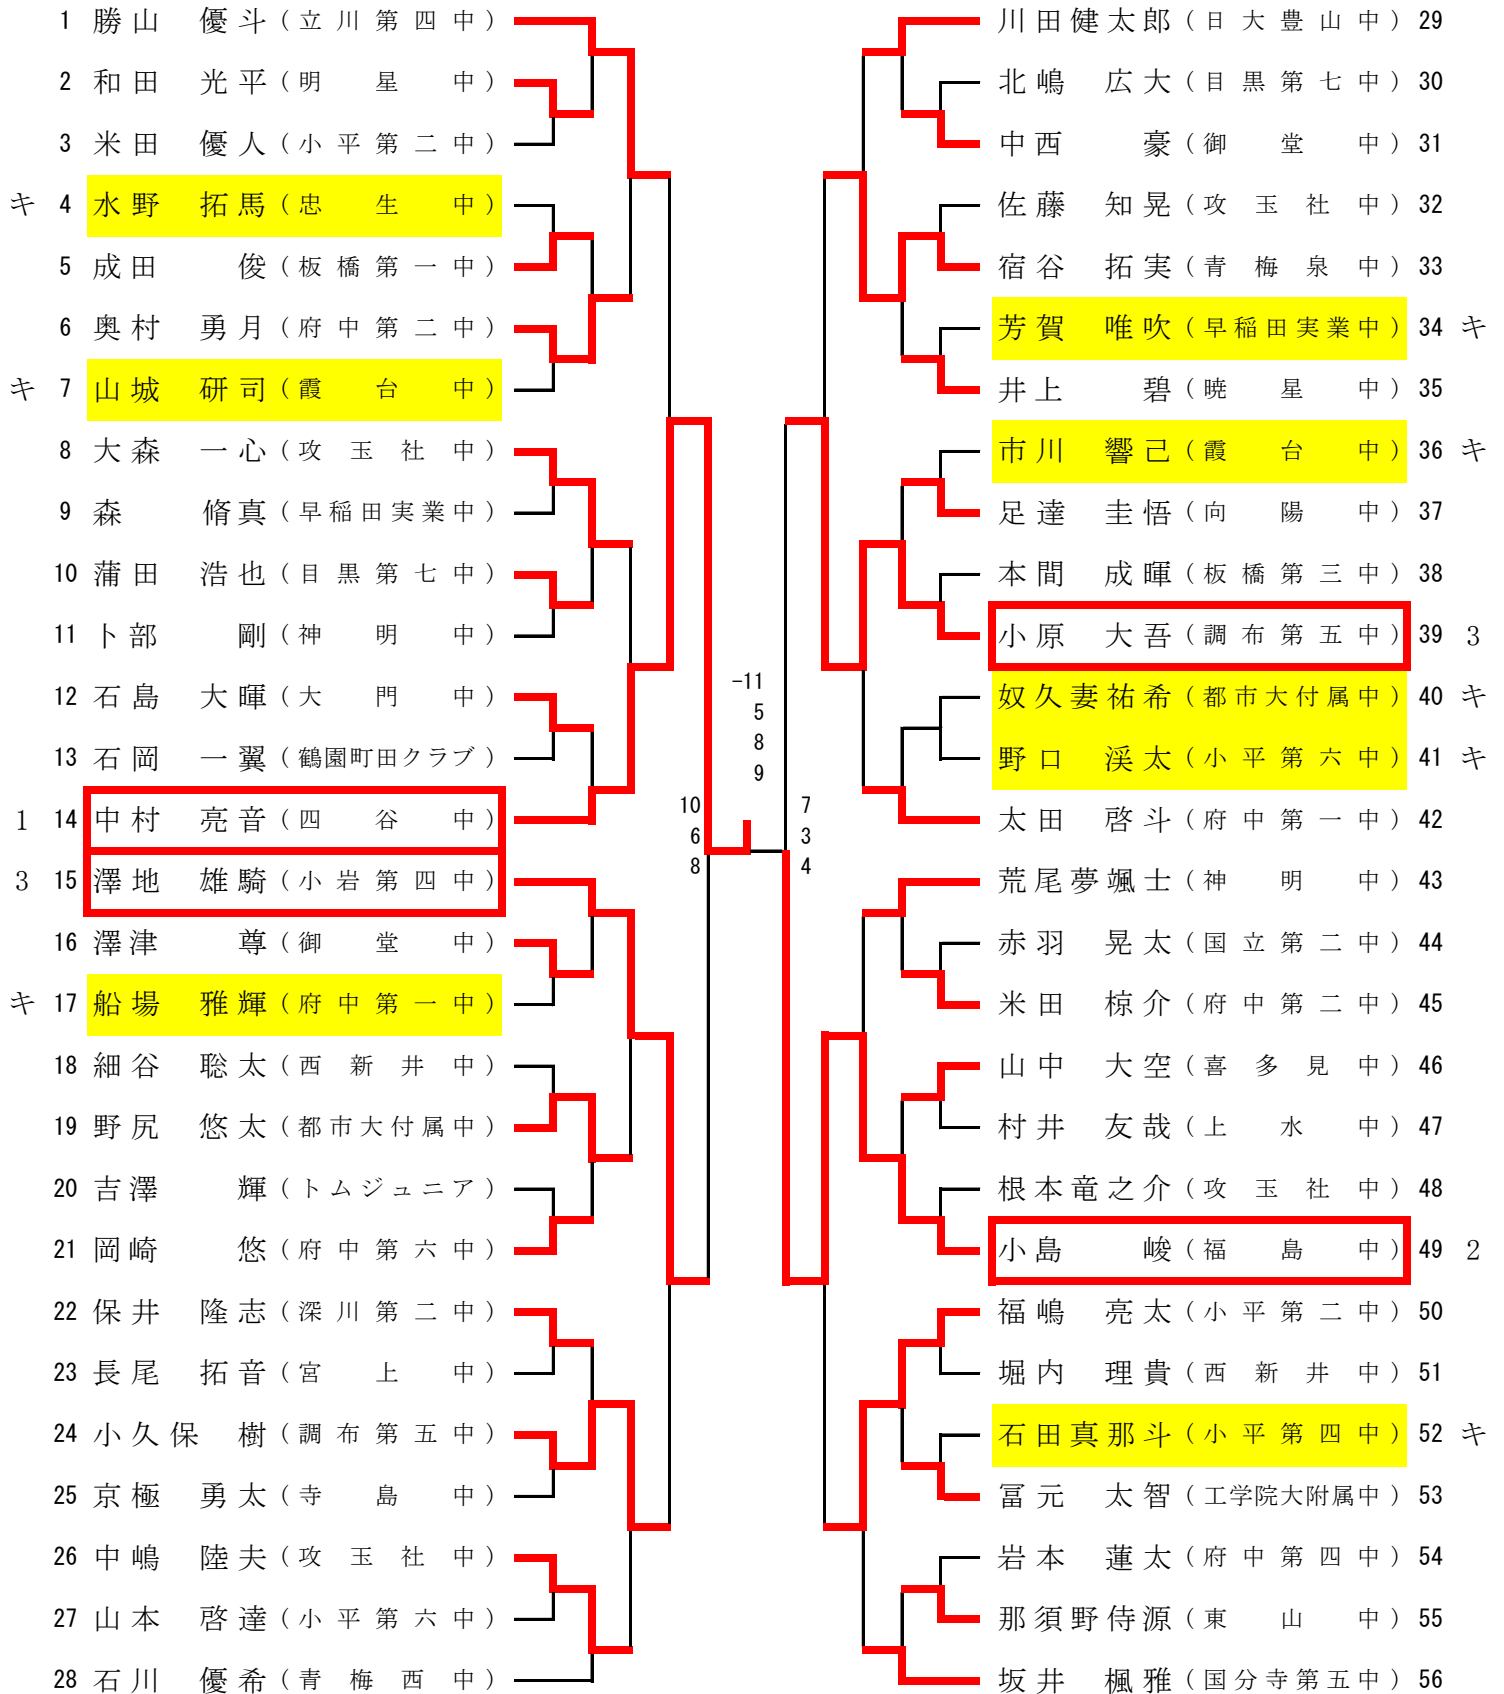 1 勝山 優斗 (立川第四中)
2 和田 光平 (明星中)
3 米田 優人 (小平第二中)
キ 4 水野 拓馬 (忠生中)
5 成田 俊 (板橋第一中)
6 奥村 勇月 (府中第二中)
キ 7 山城 研司 (霞台中)
8 大森 一心 (攻玉社中)
9 森 脩真 (早稲田実業中)
10 蒲田 浩也 (目黒第七中)
11 卜部 剛 (神明中)
12 石島 大暉 (大門中)
13 石岡 一翼 (鶴園町田クラブ)
1 14 中村 亮音 (四谷中)
3 15 澤地 雄騎 (小岩第四中)
16 澤津 尊 (御堂中)
キ 17 船場 雅輝 (府中第一中)
18 細谷 聡太 (西新井中)
19 野尻 悠太 (都市大付属中)
20 吉澤 輝 (トムジュニア)
21 岡崎 悠 (府中第六中)
22 保井 隆志 (深川第二中)
23 長尾 拓音 (宮上中)
24 小久保 樹 (調布第五中)
25 京極 勇太 (寺島中)
26 中嶋 陸夫 (攻玉社中)
27 山本 啓達 (小平第六中)
28 石川 優希 (青梅西中)
-11
5
8
9
10
6
8
7
3
4
川田健太郎 (日大豊山中) 29
北嶋 広大 (目黒第七中) 30
中西 豪 (御堂中) 31
佐藤 知晃 (攻玉社中) 32
宿谷 拓実 (青梅泉中) 33
芳賀 唯吹 (早稲田実業中) 34 キ
井上 碧 (暁星中) 35
市川 響己 (霞台中) 36 キ
足達 圭悟 (向陽中) 37
本間 成暉 (板橋第三中) 38
小原 大吾 (調布第五中) 39 3
奴久妻祐希 (都市大付属中) 40 キ
野口 渓太 (小平第六中) 41 キ
太田 啓斗 (府中第一中) 42
荒尾夢颯士 (神明中) 43
赤羽 晃太 (国立第二中) 44
米田 椋介 (府中第二中) 45
山中 大空 (喜多見中) 46
村井 友哉 (上水中) 47
根本竜之介 (攻玉社中) 48
小島 峻 (福島中) 49 2
福嶋 亮太 (小平第二中) 50
堀内 理貴 (西新井中) 51
石田真那斗 (小平第四中) 52 キ
冨元 太智 (工学院大附属中) 53
岩本 蓮太 (府中第四中) 54
那須野侍源 (東山中) 55
坂井 楓雅 (国分寺第五中) 56